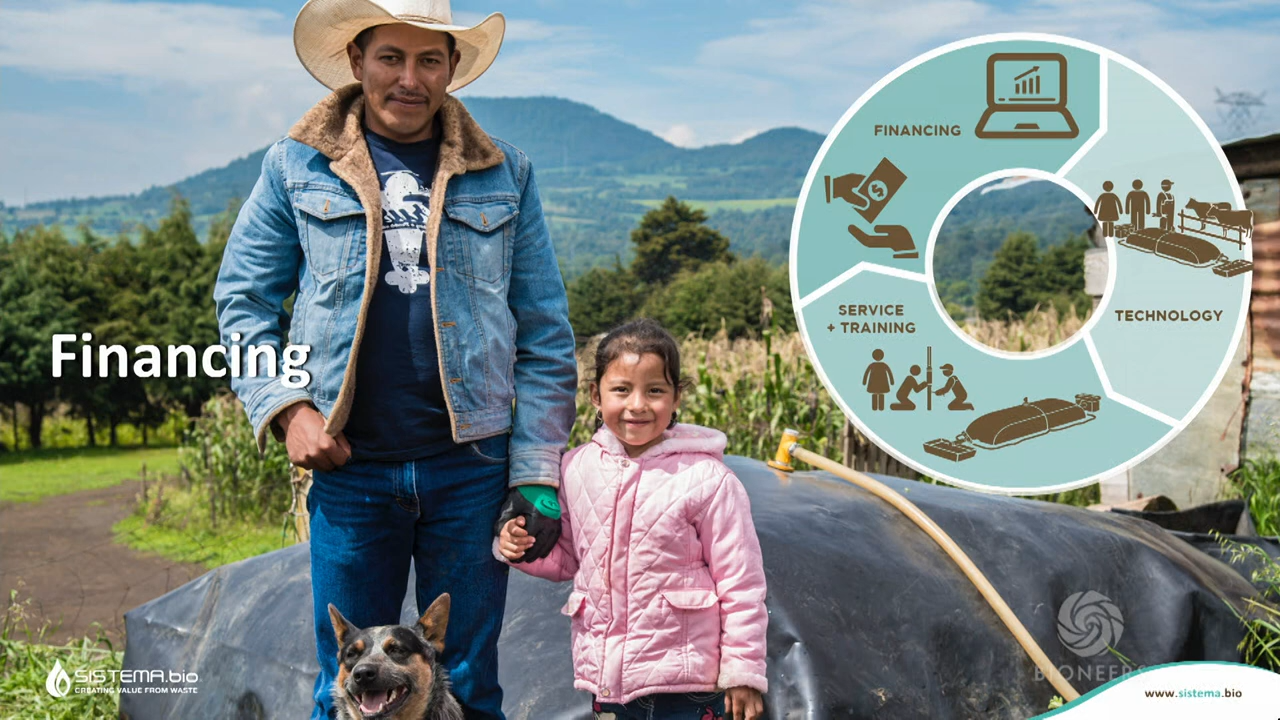 FINANCING
TECHNOLOGY
SERVICE
+ TRAINING
Financing
SISTEMA.bio
CREATING VALUE FROM WASTE
BIONEERS
www.sistema.bio